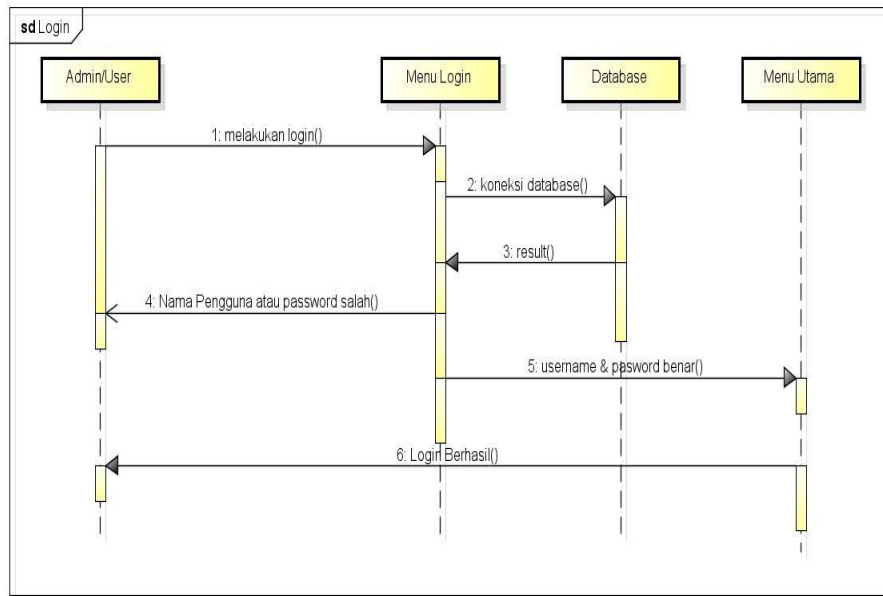 sd Login
Admin/User
Menu Login
Database
Menu Utama
1: melakukan login()
2: koneksi database()
3: result()
4: Nama Pengguna atau password salah()
5: username & pasword benar()
6: Login Berhasil()